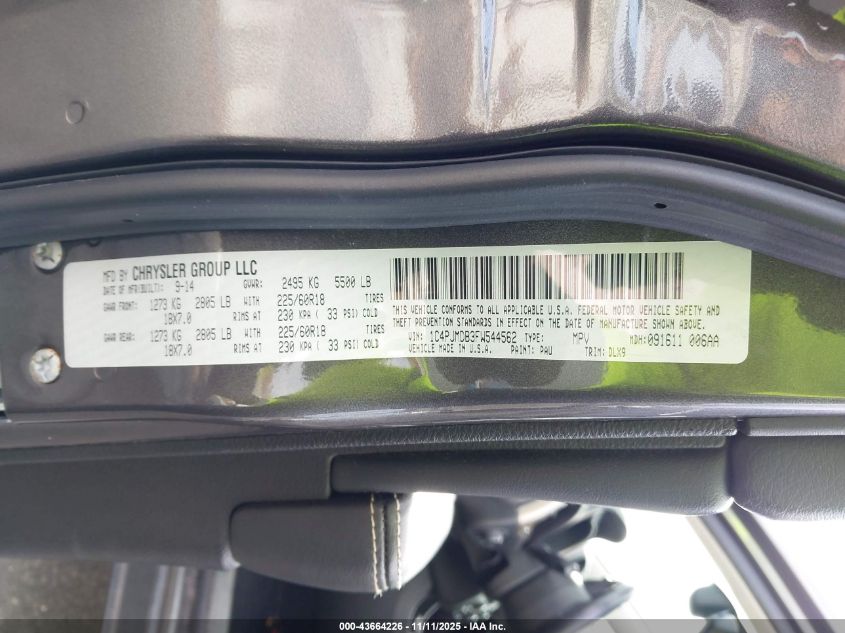 MFD BY CHRYSLER GROUP LLC
DATE OF MFR(BUILT): 9-14 GVWR: 2495 KG 5500 LB
GAWR FRONT: 1273 KG 2805 LB WITH 225/60R18 TIRES
18X7.0 RIMS AT 230 KPA ( 33 PSI) COLD
GAWR REAR: 1273 KG 2805 LB WITH 225/60R18 TIRES
18X7.0 RIMS AT 230 KPA ( 33 PSI) COLD
THIS VEHICLE CONFORMS TO ALL APPLICABLE U.S.A. FEDERAL MOTOR VEHICLE SAFETY AND
THEFT PREVENTION STANDARDS IN EFFECT ON THE DATE OF MANUFACTURE SHOWN ABOVE.
VIN: 1C4PJMCB3FW544562 TYPE: MPV MDH:091611 006AA
VEHICLE MADE IN U.S.A. PAINT: PAU TRIM: DLX9
000-43664226 - 11/11/2025 - IAA Inc.